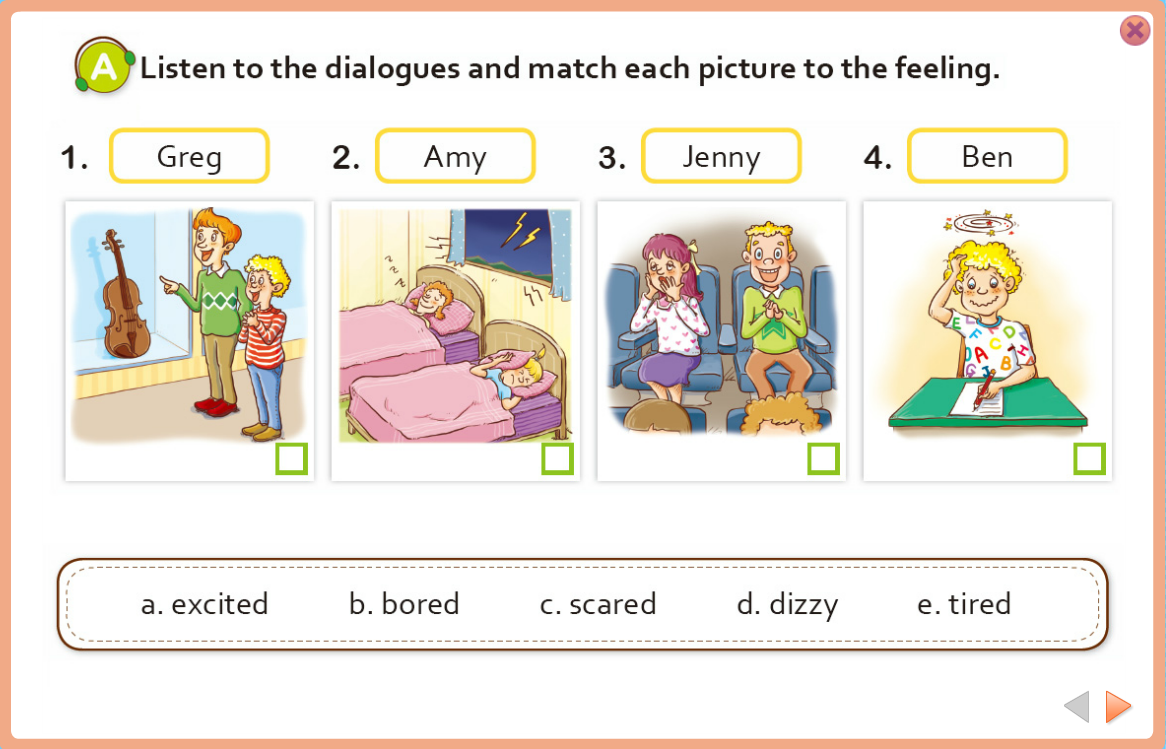 A Listen to the dialogues and match each picture to the feeling.
1. Greg 2. Amy 3. Jenny 4. Ben
E L F C D O A B H G J
a. excited b. bored c. scared d. dizzy e. tired